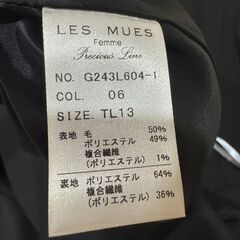 LES MUES
Femme
Precious Line
NO. G243L604-1
COL. 06
SIZE. TL13
表地 毛 50%
ポリエステル 49%
複合繊維
(ポリエステル) 1%
裏地 ポリエステル 64%
複合繊維
(ポリエステル) 36%